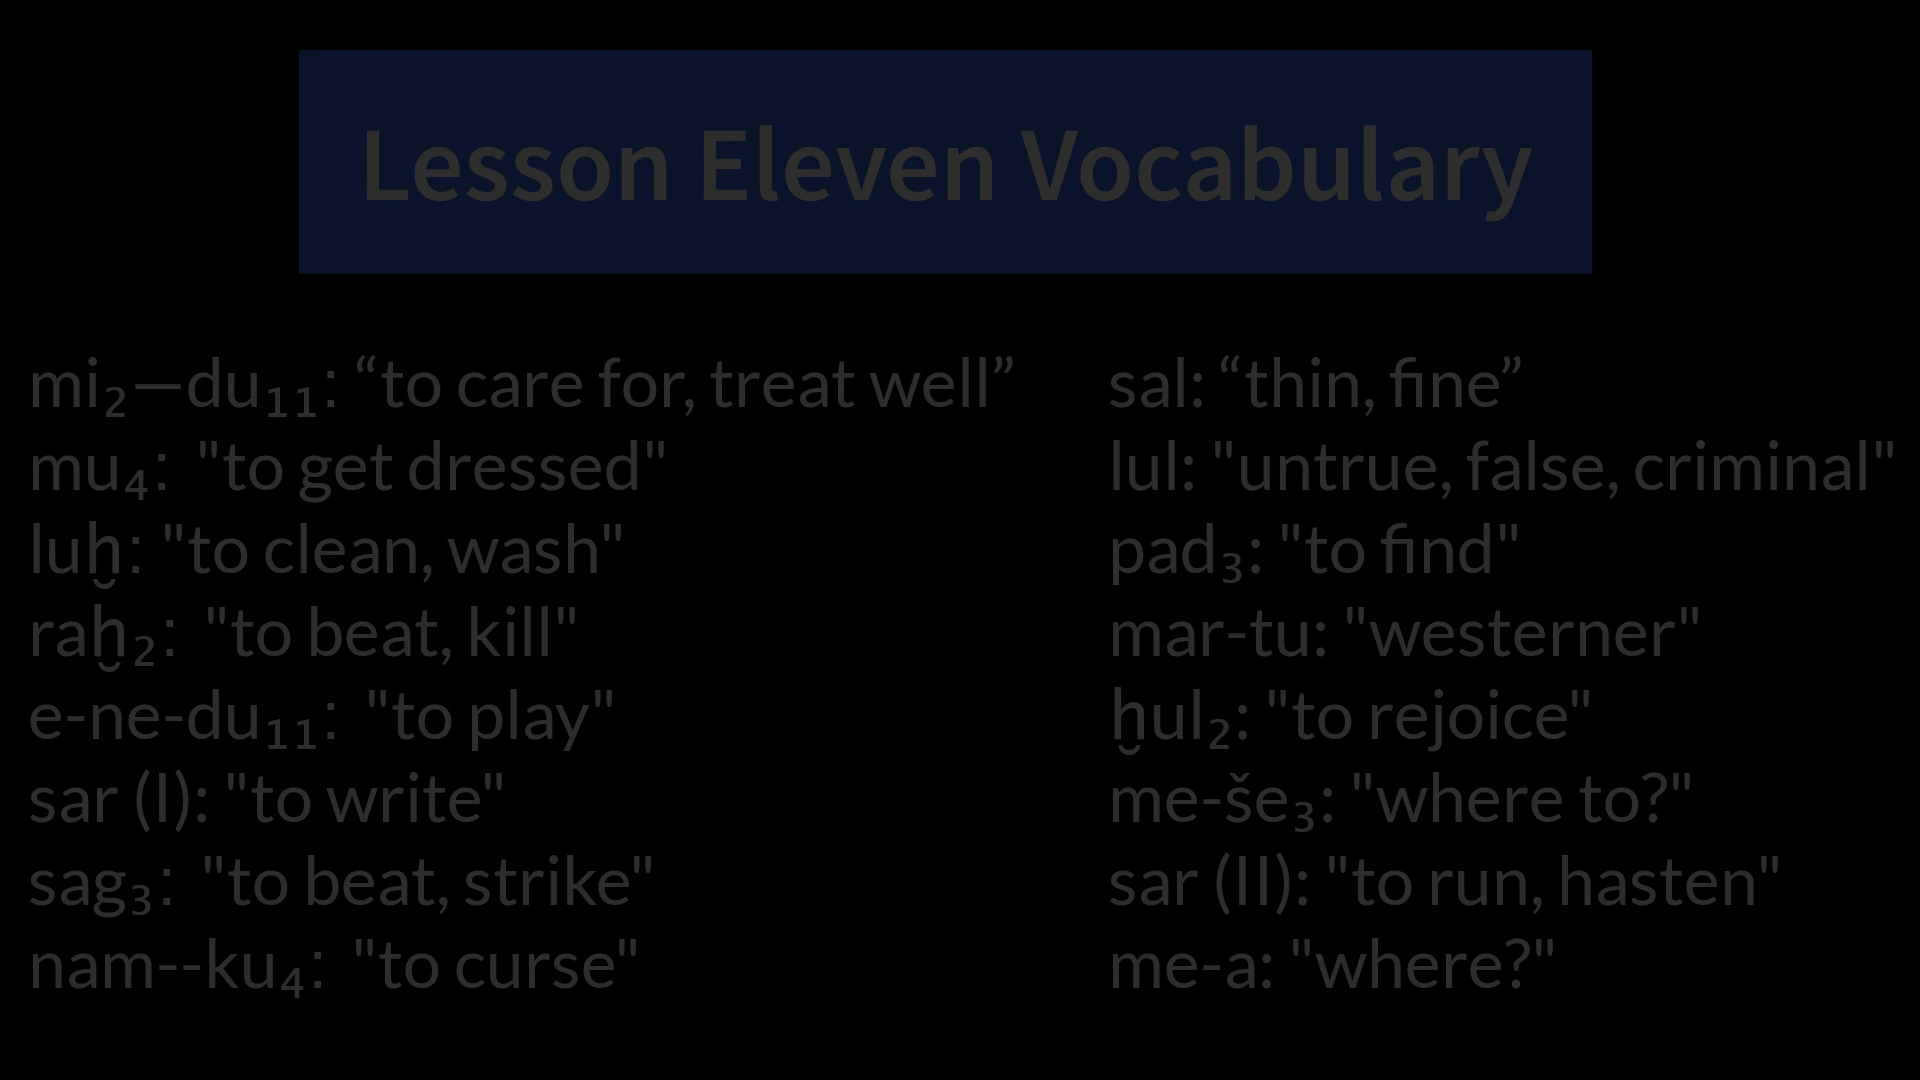 Lesson Eleven Vocabulary
mi₂—du₁₁: “to care for, treat well”
mu₄: "to get dressed"
luḫ: "to clean, wash"
raḫ₂: "to beat, kill"
e-ne-du₁₁: "to play"
sar (I): "to write"
sag₃: "to beat, strike"
nam--ku₄: "to curse"
sal: “thin, fine”
lul: "untrue, false, criminal"
pad₃: "to find"
mar-tu: "westerner"
ḫul₂: "to rejoice"
me-še₃: "where to?"
sar (II): "to run, hasten"
me-a: "where?"